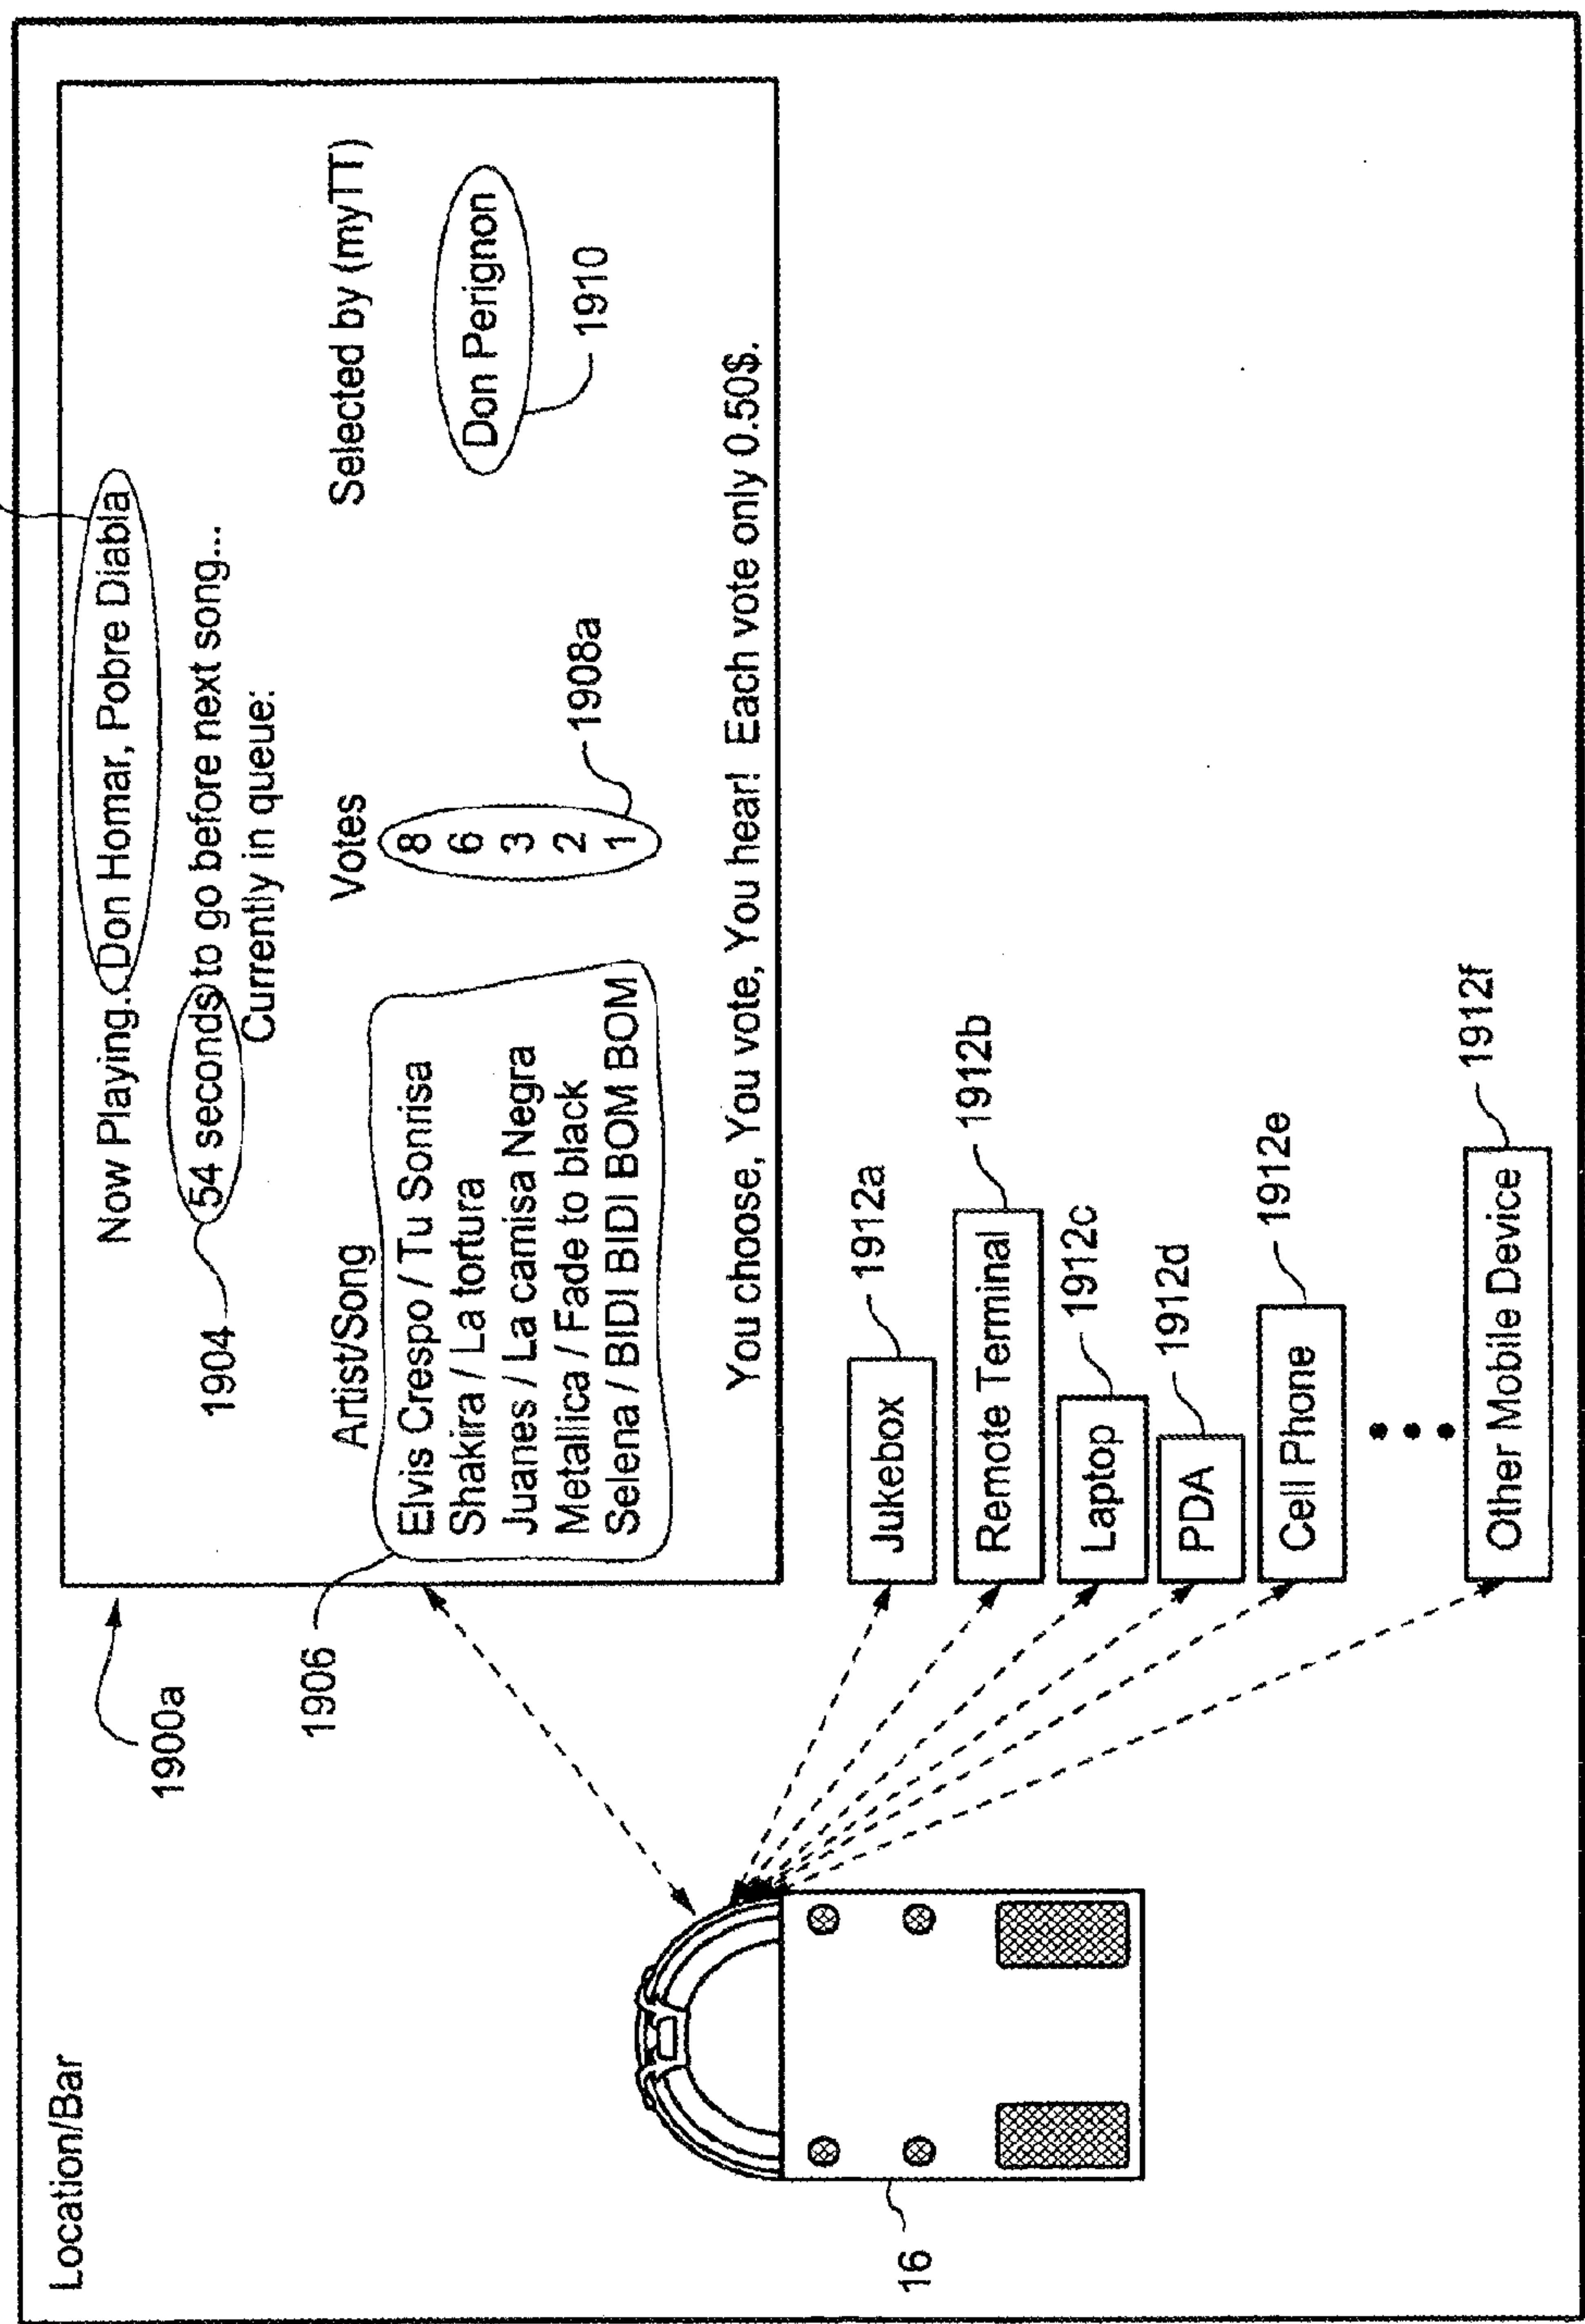 Location/Bar
1900a
Now Playing. Don Homar, Pobre Diabla
1904
54 seconds to go before next song...
Currently in queue:
1906
Artist/Song Votes Selected by (myTT)
Elvis Crespo / Tu Sonrisa 8
Shakira / La tortura 6 Don Perignon
Juanes / La camisa Negra 3
Metallica / Fade to black 2
Selena / BIDI BIDI BOM BOM 1
1908a
1910
You choose, You vote, You hear! Each vote only 0.50$.
16
Jukebox 1912a
Remote Terminal 1912b
Laptop 1912c
PDA 1912d
Cell Phone 1912e
Other Mobile Device 1912f